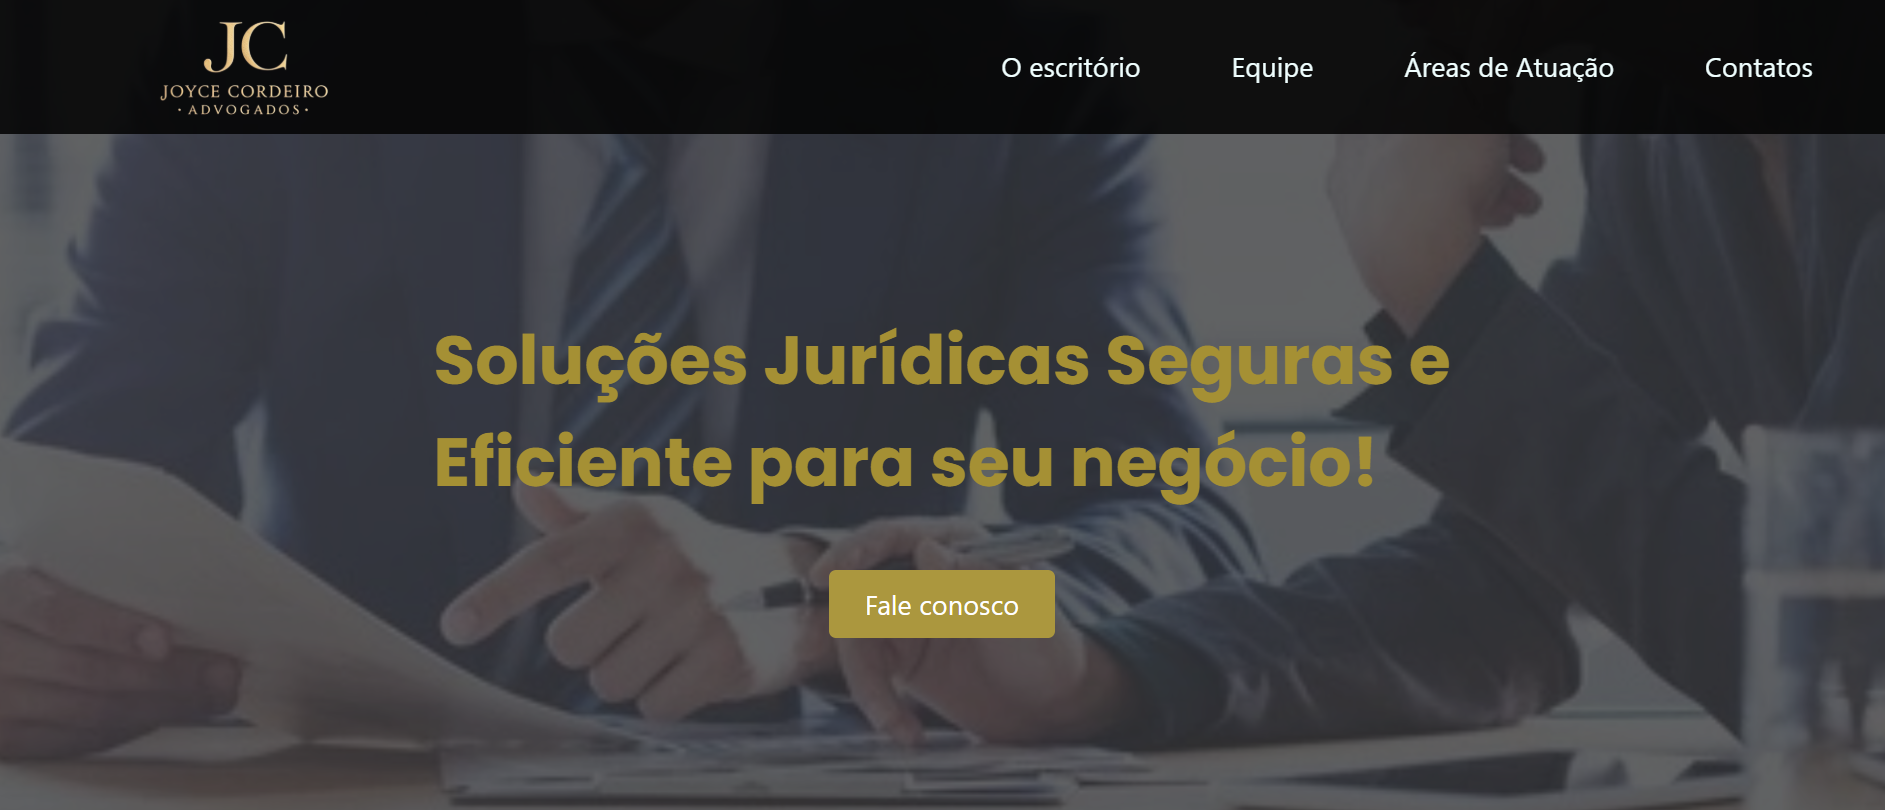 JC
JOYCE CORDEIRO
· ADVOGADOS ·
O escritório
Equipe
Áreas de Atuação
Contatos
Soluções Jurídicas Seguras e
Eficiente para seu negócio!
Fale conosco